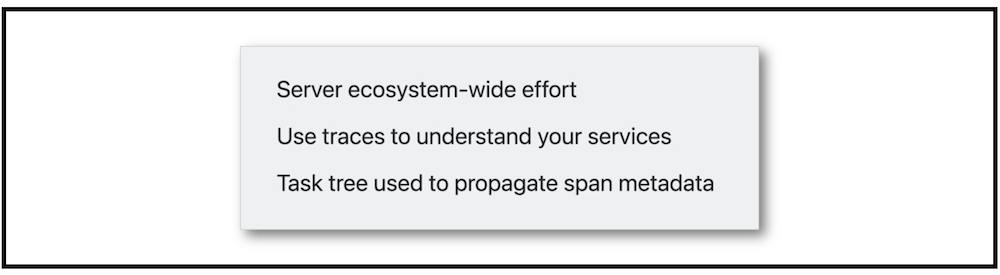 Server ecosystem-wide effort
Use traces to understand your services
Task tree used to propagate span metadata